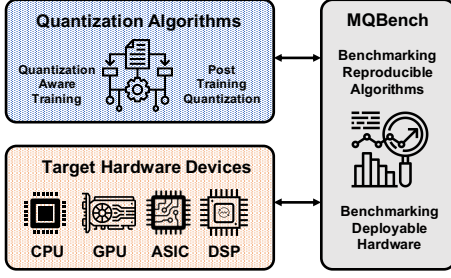 Quantization Algorithms
Quantization
Aware
Training
Post
Training
Quantization
Target Hardware Devices
CPU GPU ASIC DSP
MQBench
Benchmarking
Reproducible
Algorithms
Benchmarking
Deployable
Hardware